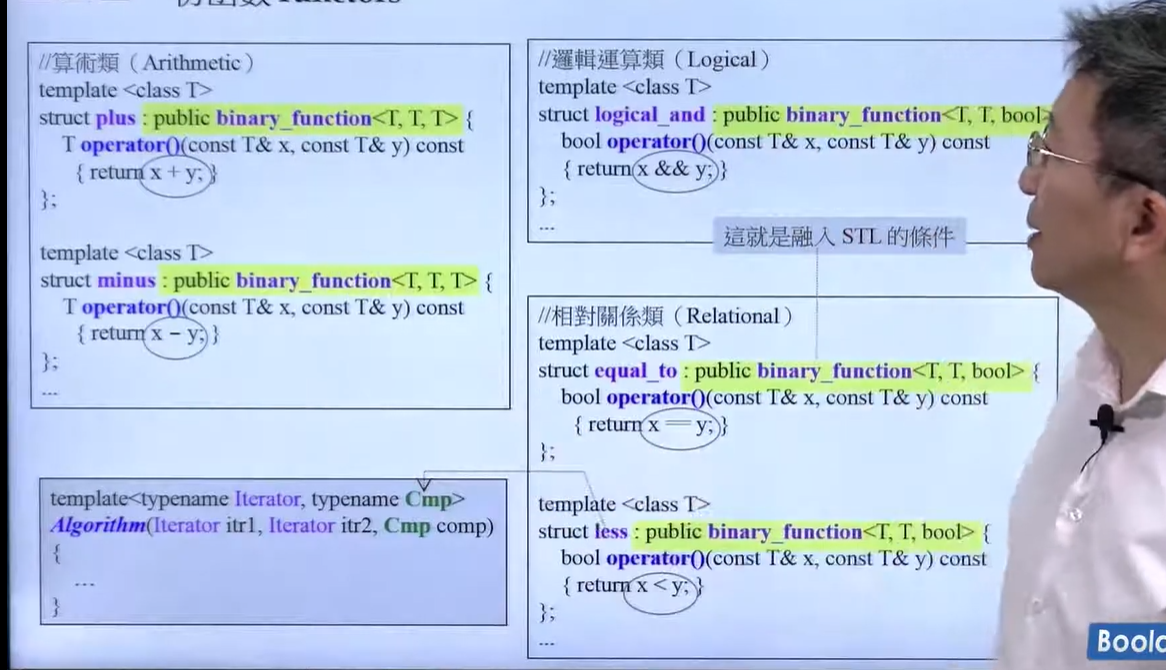 仿函數 functors
//算術類（Arithmetic）
template <class T>
struct plus : public binary_function<T, T, T> {
T operator()(const T& x, const T& y) const
{ return x + y; }
};
template <class T>
struct minus : public binary_function<T, T, T> {
T operator()(const T& x, const T& y) const
{ return x − y; }
};
...
template<typename Iterator, typename Cmp>
Algorithm(Iterator itr1, Iterator itr2, Cmp comp)
{
...
}
//邏輯運算類（Logical）
template <class T>
struct logical_and : public binary_function<T, T, bool>
bool operator()(const T& x, const T& y) const
{ return x && y; }
};
...
這就是融入 STL 的條件
//相對關係類（Relational）
template <class T>
struct equal_to : public binary_function<T, T, bool> {
bool operator()(const T& x, const T& y) const
{ return x == y; }
};
template <class T>
struct less : public binary_function<T, T, bool> {
bool operator()(const T& x, const T& y) const
{ return x < y; }
};
...